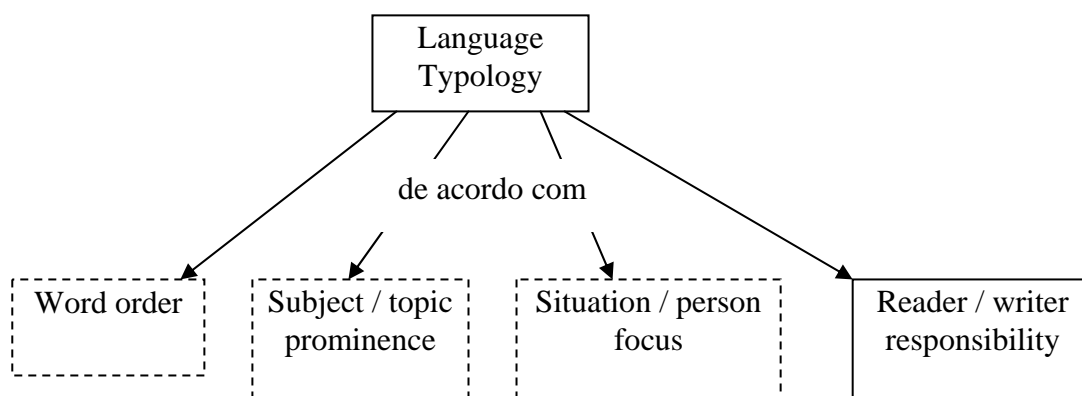 Language
Typology
de acordo com
Word order
Subject / topic
prominence
Situation / person
focus
Reader / writer
responsibility